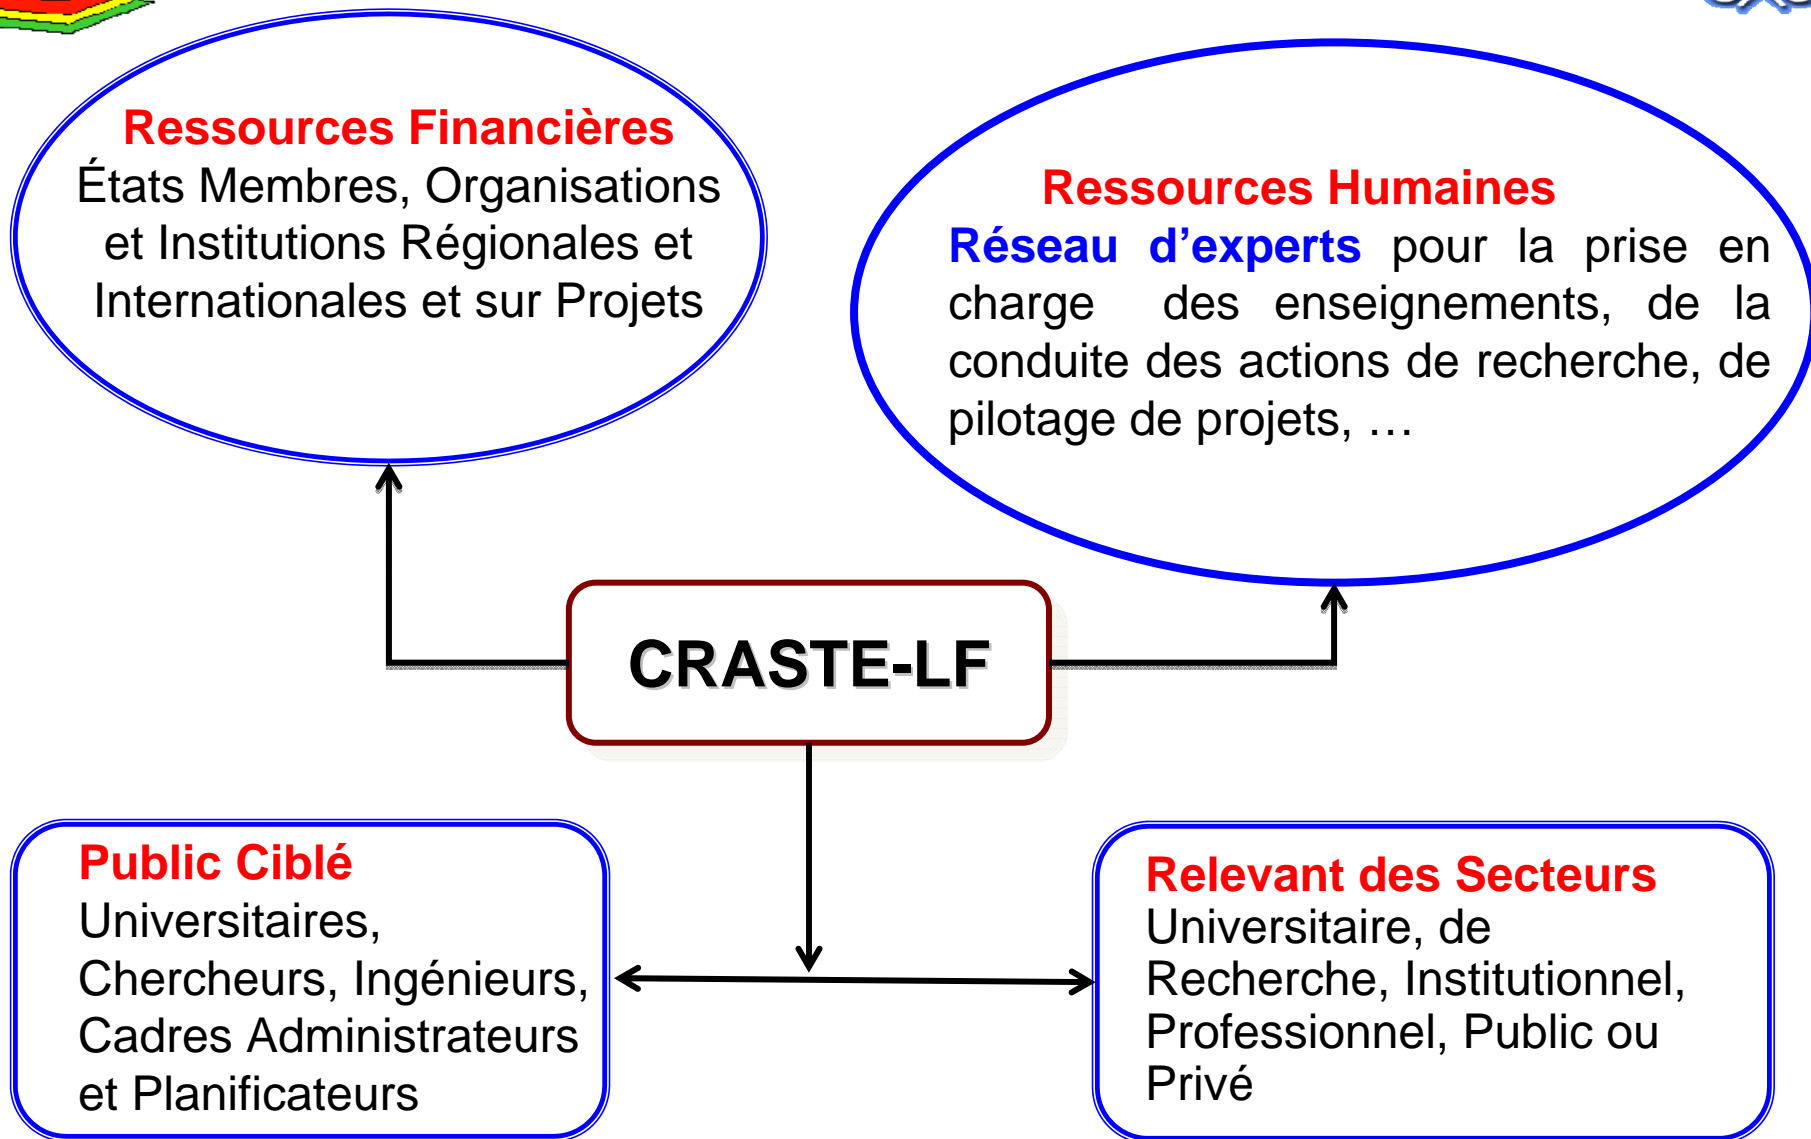 Ressources Financières
États Membres, Organisations
et Institutions Régionales et
Internationales et sur Projets
Ressources Humaines
Réseau d’experts pour la prise en
charge des enseignements, de la
conduite des actions de recherche, de
pilotage de projets, …
CRASTE-LF
Public Ciblé
Universitaires,
Chercheurs, Ingénieurs,
Cadres Administrateurs
et Planificateurs
Relevant des Secteurs
Universitaire, de
Recherche, Institutionnel,
Professionnel, Public ou
Privé